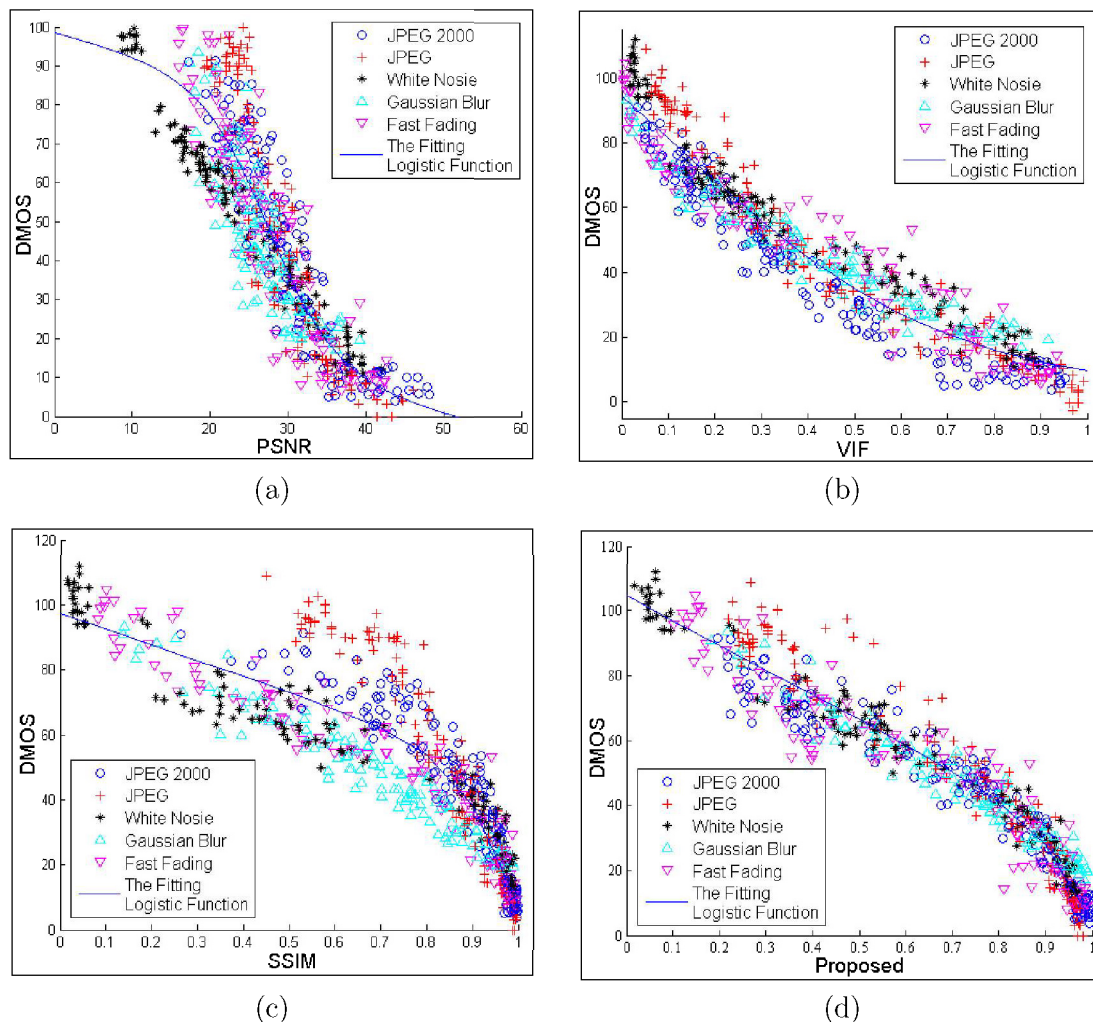 100
90
80
70
60
50
40
30
20
10
0
DMOS
0 10 20 30 40 50 60
PSNR
JPEG 2000
JPEG
White Nosie
Gaussian Blur
Fast Fading
The Fitting
Logistic Function
(a)
100
80
60
40
20
0
DMOS
0 0.1 0.2 0.3 0.4 0.5 0.6 0.7 0.8 0.9 1
VIF
JPEG 2000
JPEG
White Nosie
Gaussian Blur
Fast Fading
The Fitting
Logistic Function
(b)
120
100
80
60
40
20
0
DMOS
0 0.1 0.2 0.3 0.4 0.5 0.6 0.7 0.8 0.9 1
SSIM
JPEG 2000
JPEG
White Nosie
Gaussian Blur
Fast Fading
The Fitting
Logistic Function
(c)
120
100
80
60
40
20
0
DMOS
0 0.1 0.2 0.3 0.4 0.5 0.6 0.7 0.8 0.9 1
Proposed
JPEG 2000
JPEG
White Nosie
Gaussian Blur
Fast Fading
The Fitting
Logistic Function
(d)